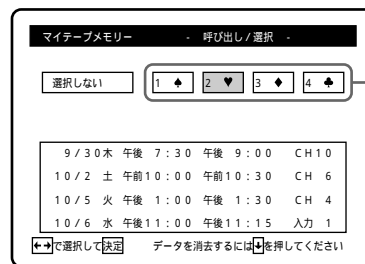 マイテープメモリー - 呼び出し/選択 -
選択しない 1 ♠ 2 ♥ 3 ♦ 4 ♣
9/30木 午後 7:30 午後 9:00 CH10
10/2 土 午前10:00 午前10:30 CH 6
10/5 火 午後 1:00 午後 1:30 CH 4
10/6 水 午後11:00 午後11:15 入力 1
←→で選択して決定 データを消去するには↓を押してください